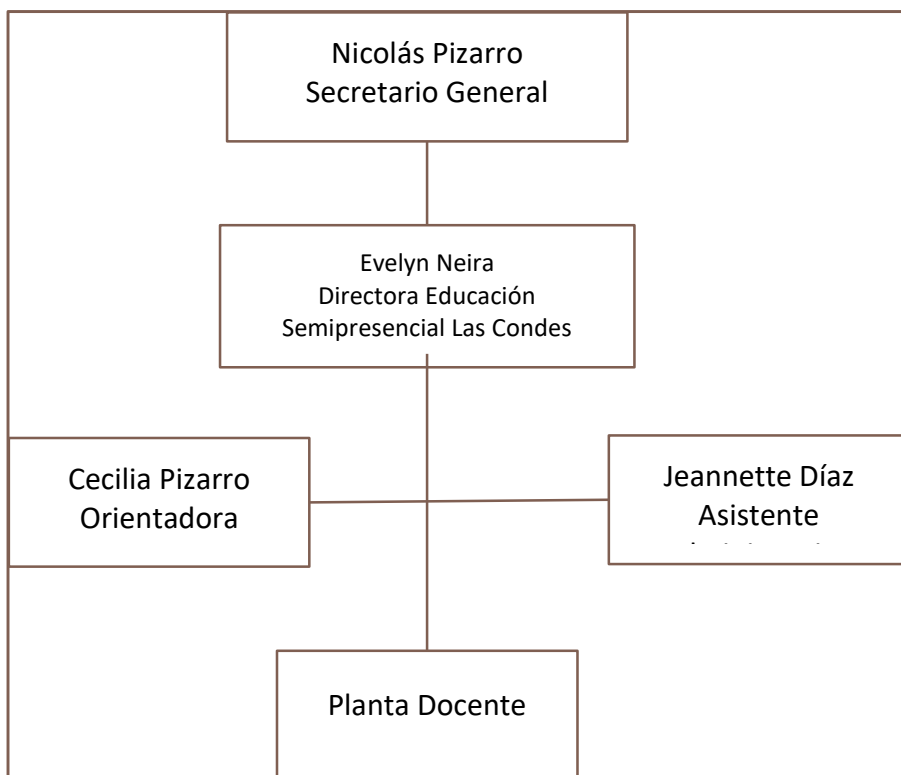 Nicolás Pizarro
Secretario General
Evelyn Neira
Directora Educación
Semipresencial Las Condes
Cecilia Pizarro
Orientadora
Jeannette Díaz
Asistente
Planta Docente